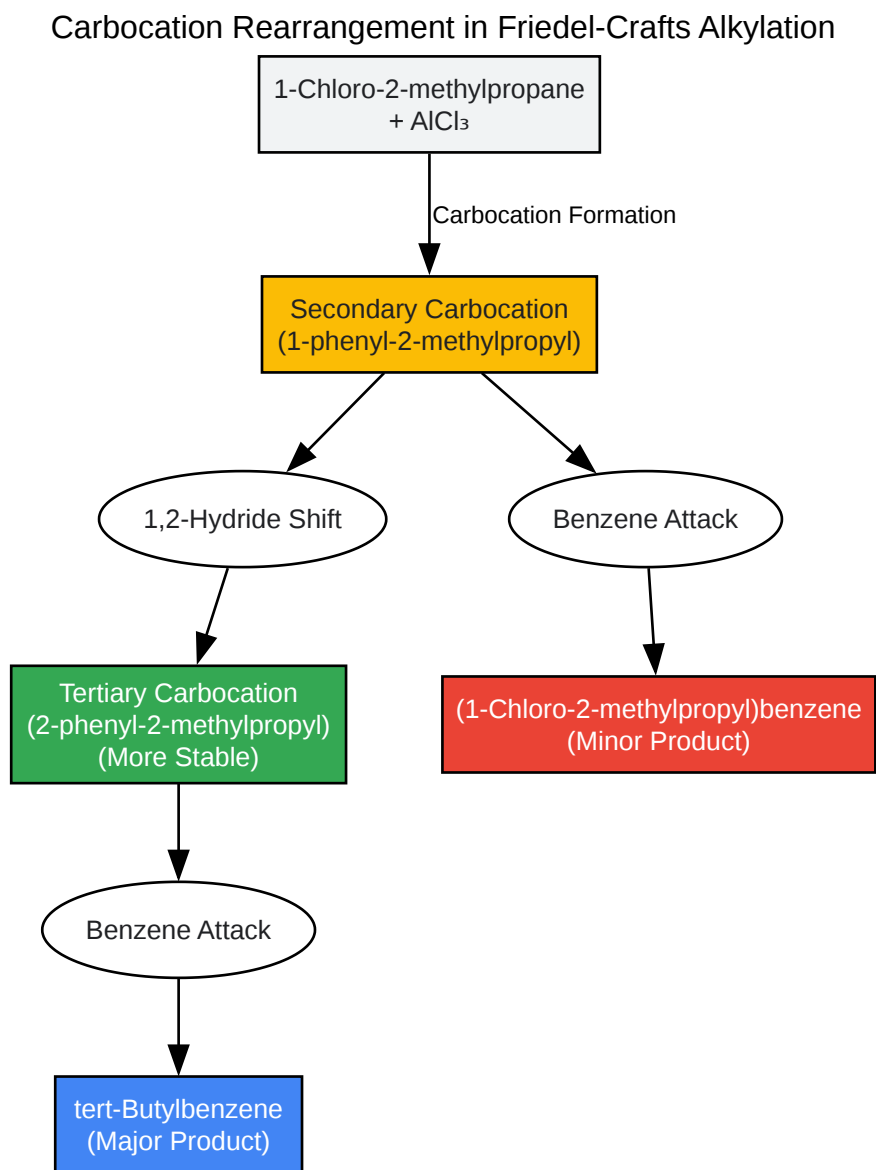 Carbocation Rearrangement in Friedel-Crafts Alkylation
1-Chloro-2-methylpropane
+ AlCl₃
Carbocation Formation
Secondary Carbocation
(1-phenyl-2-methylpropyl)
1,2-Hydride Shift
Benzene Attack
Tertiary Carbocation
(2-phenyl-2-methylpropyl)
(More Stable)
(1-Chloro-2-methylpropyl)benzene
(Minor Product)
Benzene Attack
tert-Butylbenzene
(Major Product)